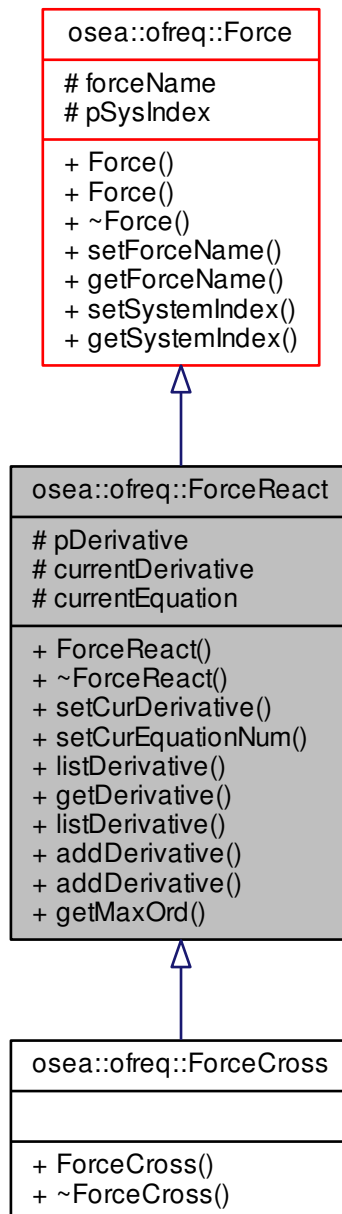 osea::ofreq::Force
# forceName
# pSysIndex
+ Force()
+ Force()
+ ~Force()
+ setForceName()
+ getForceName()
+ setSystemIndex()
+ getSystemIndex()
osea::ofreq::ForceReact
# pDerivative
# currentDerivative
# currentEquation
+ ForceReact()
+ ~ForceReact()
+ setCurDerivative()
+ setCurEquationNum()
+ listDerivative()
+ getDerivative()
+ listDerivative()
+ addDerivative()
+ addDerivative()
+ getMaxOrd()
osea::ofreq::ForceCross
+ ForceCross()
+ ~ForceCross()